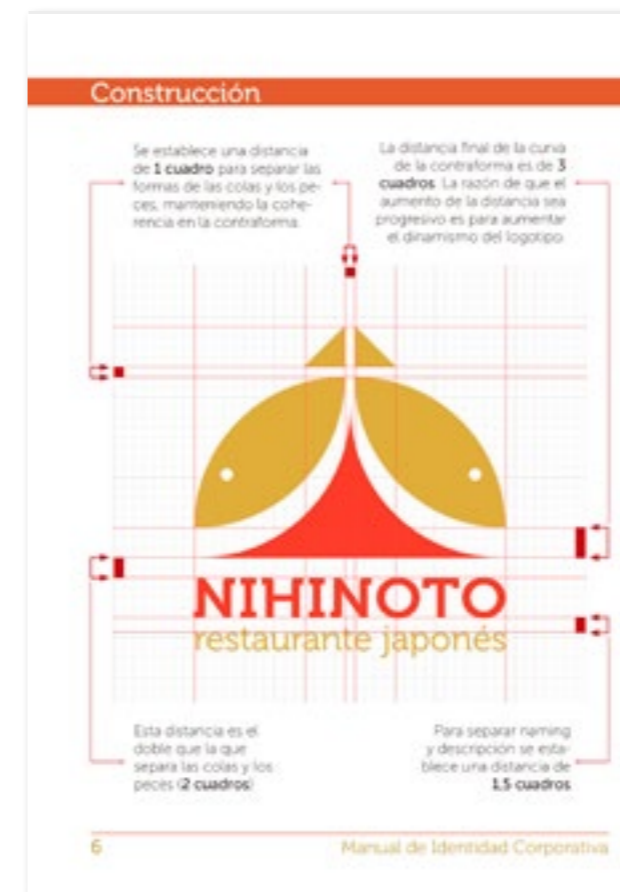 Construcción
Se establece una distancia
de 1 cuadro para separar las
formas de las colas y los pe-
ces, manteniendo la cohe-
rencia en la contraforma.
La distancia final de la curva
de la contraforma es de 3
cuadros. La razón de que el
aumento de la distancia sea
progresivo es para aumentar
el dinamismo del logotipo.
NIHINOTO
restaurante japonés
Esta distancia es el
doble que la que
separa las colas y los
peces (2 cuadros)
Para separar naming
y descripción se esta-
blece una distancia de
1,5 cuadros
6
Manual de Identidad Corporativa